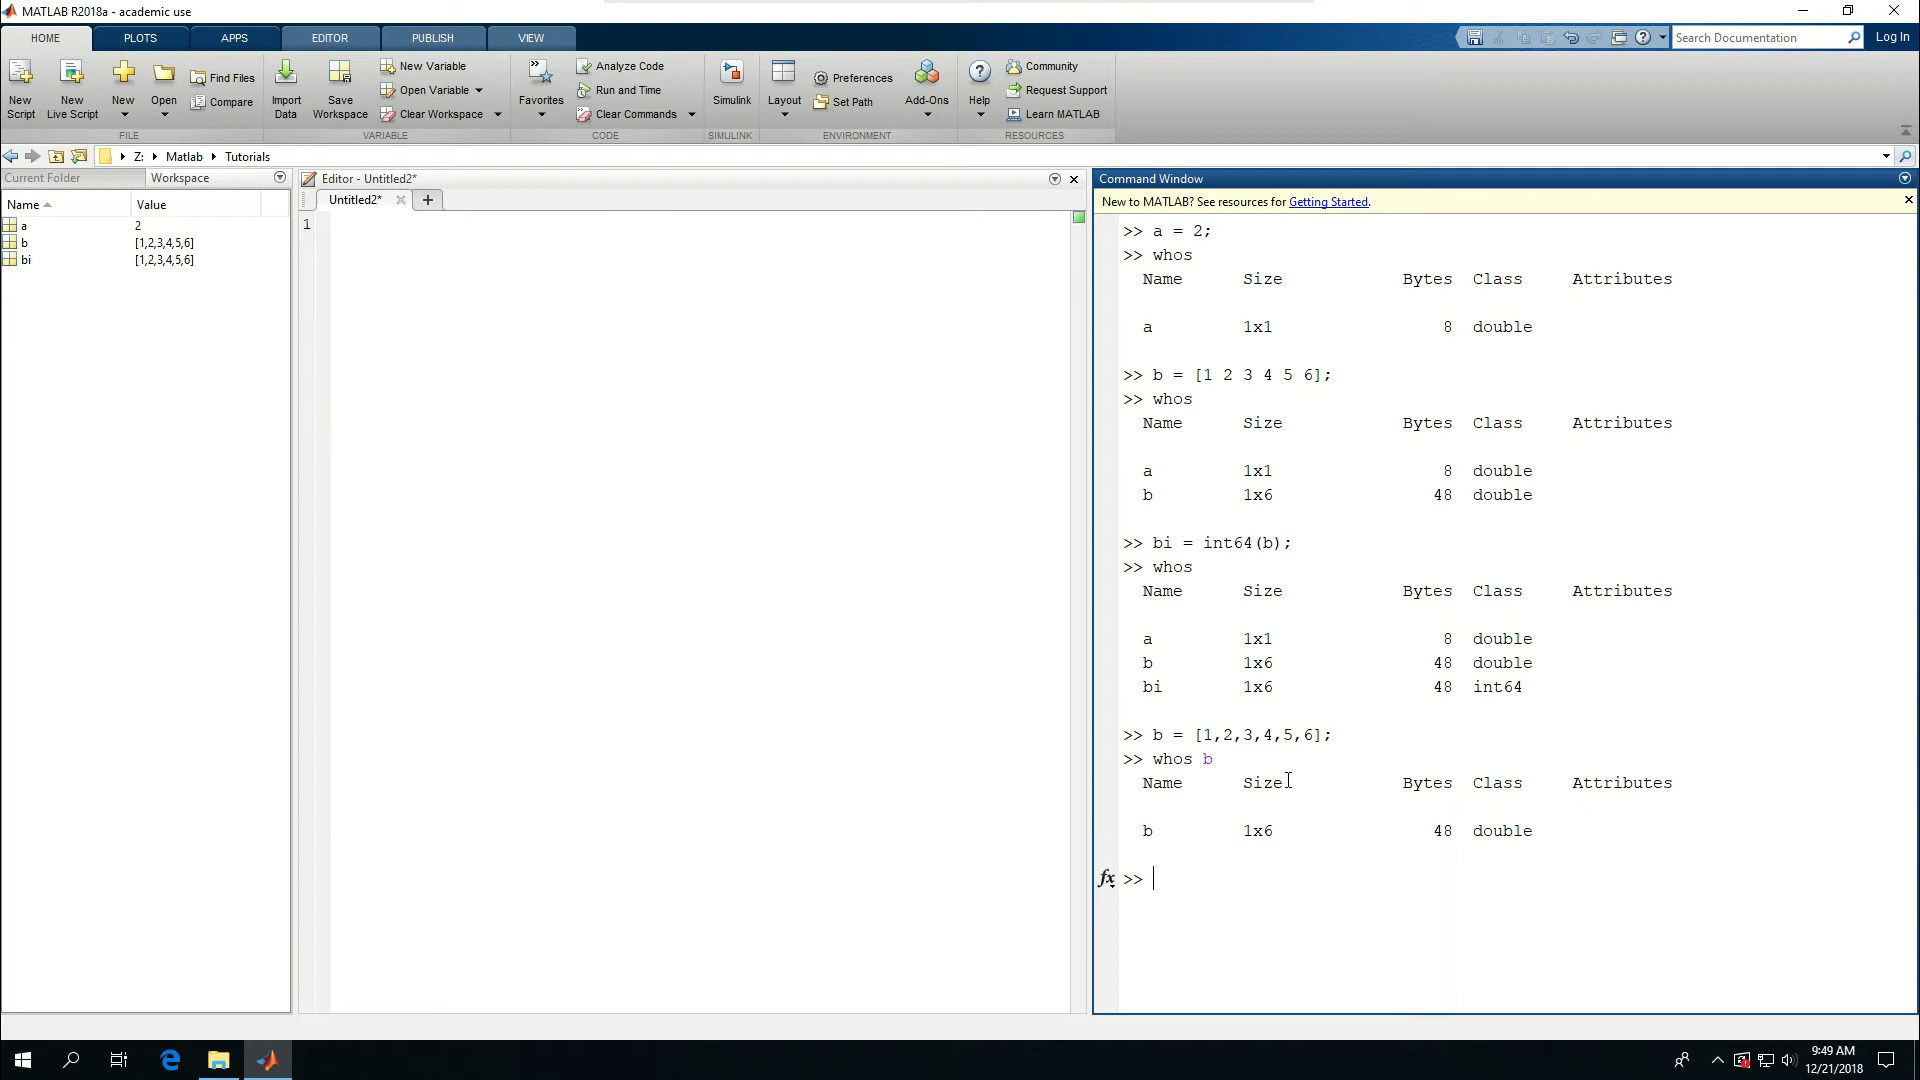 MATLAB R2018a - academic use
HOME PLOTS APPS EDITOR PUBLISH VIEW
Search Documentation Log In
New Script
New Live Script
New
Open
Find Files
Compare
FILE
Import Data
Save Workspace
New Variable
Open Variable
Clear Workspace
VARIABLE
Favorites
Analyze Code
Run and Time
Clear Commands
CODE
Simulink
SIMULINK
Layout
Preferences
Set Path
Add-Ons
ENVIRONMENT
Help
Community
Request Support
Learn MATLAB
RESOURCES
Z: Matlab Tutorials
Current Folder Workspace
Name Value
a 2
b [1,2,3,4,5,6]
bi [1,2,3,4,5,6]
Editor - Untitled2*
Untitled2* +
1
Command Window
New to MATLAB? See resources for Getting Started.
>> a = 2;
>> whos
Name Size Bytes Class Attributes
a 1x1 8 double
>> b = [1 2 3 4 5 6];
>> whos
Name Size Bytes Class Attributes
a 1x1 8 double
b 1x6 48 double
>> bi = int64(b);
>> whos
Name Size Bytes Class Attributes
a 1x1 8 double
b 1x6 48 double
bi 1x6 48 int64
>> b = [1,2,3,4,5,6];
>> whos b
Name Size Bytes Class Attributes
b 1x6 48 double
fx >>
9:49 AM
12/21/2018